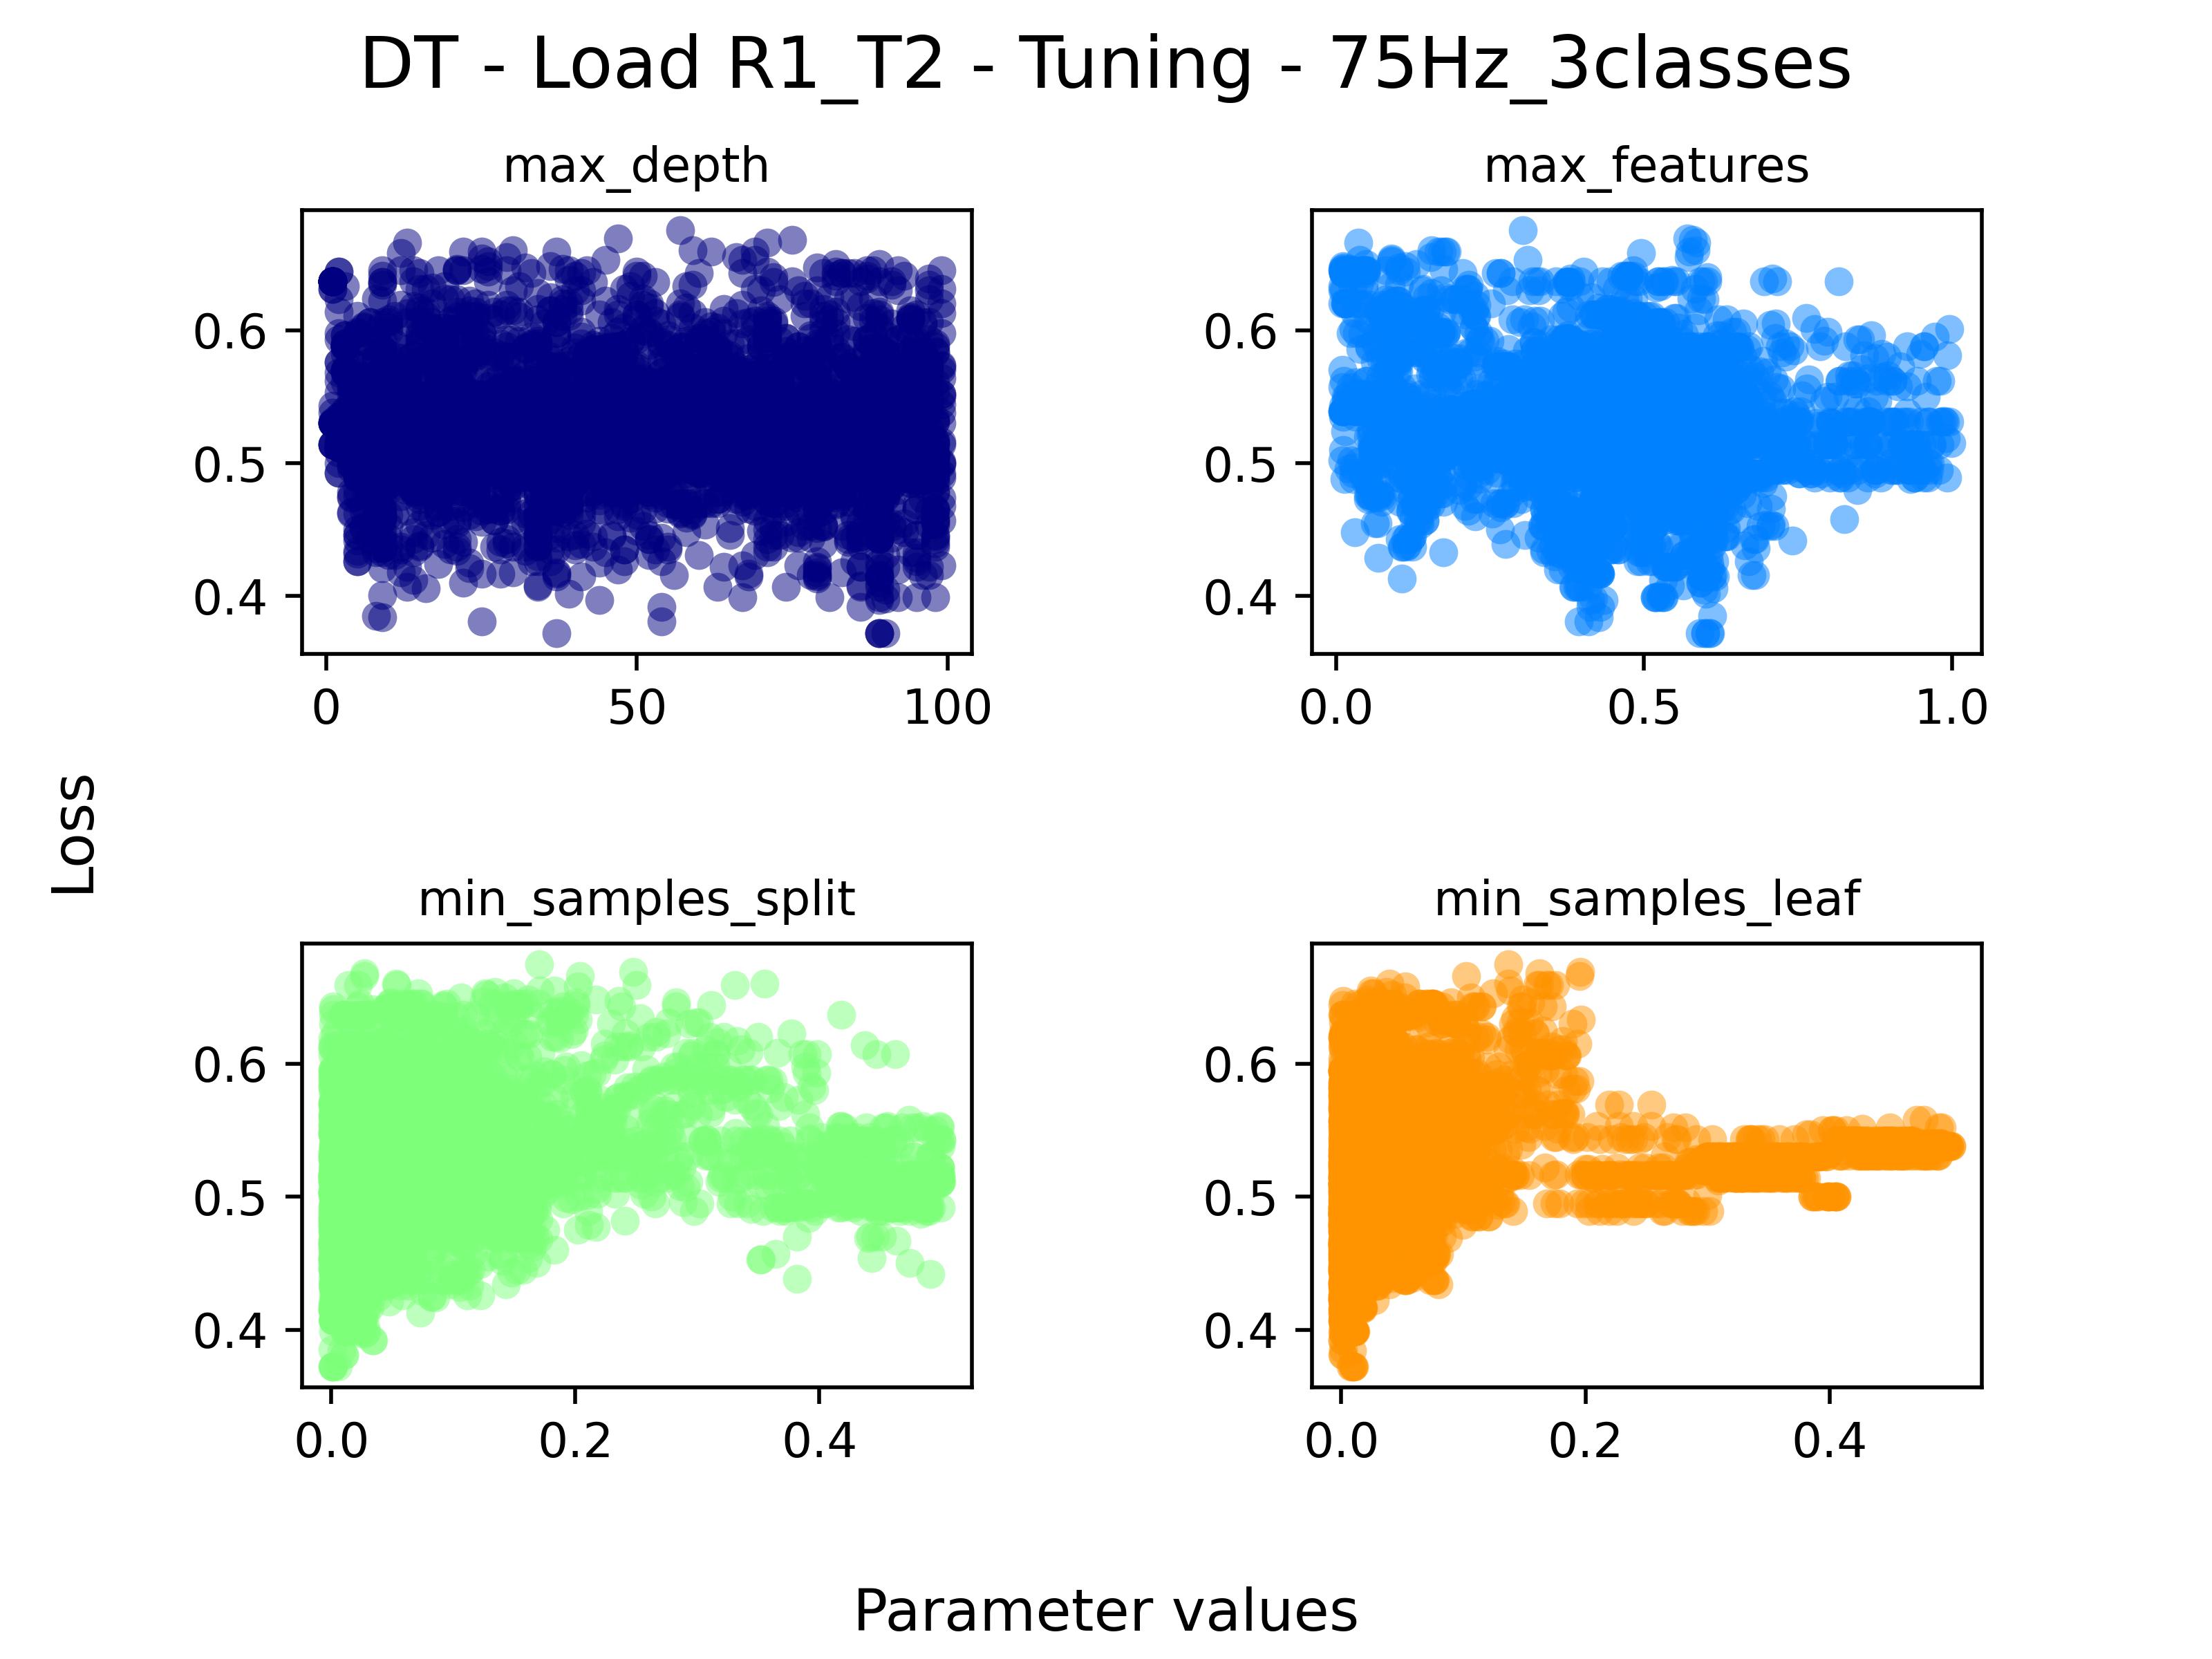 DT - Load R1_T2 - Tuning - 75Hz_3classes
max_depth
0.6
0.5
0.4
0 50 100
max_features
0.6
0.5
0.4
0.0 0.5 1.0
Loss
min_samples_split
0.6
0.5
0.4
0.0 0.2 0.4
min_samples_leaf
0.6
0.5
0.4
0.0 0.2 0.4
Parameter values